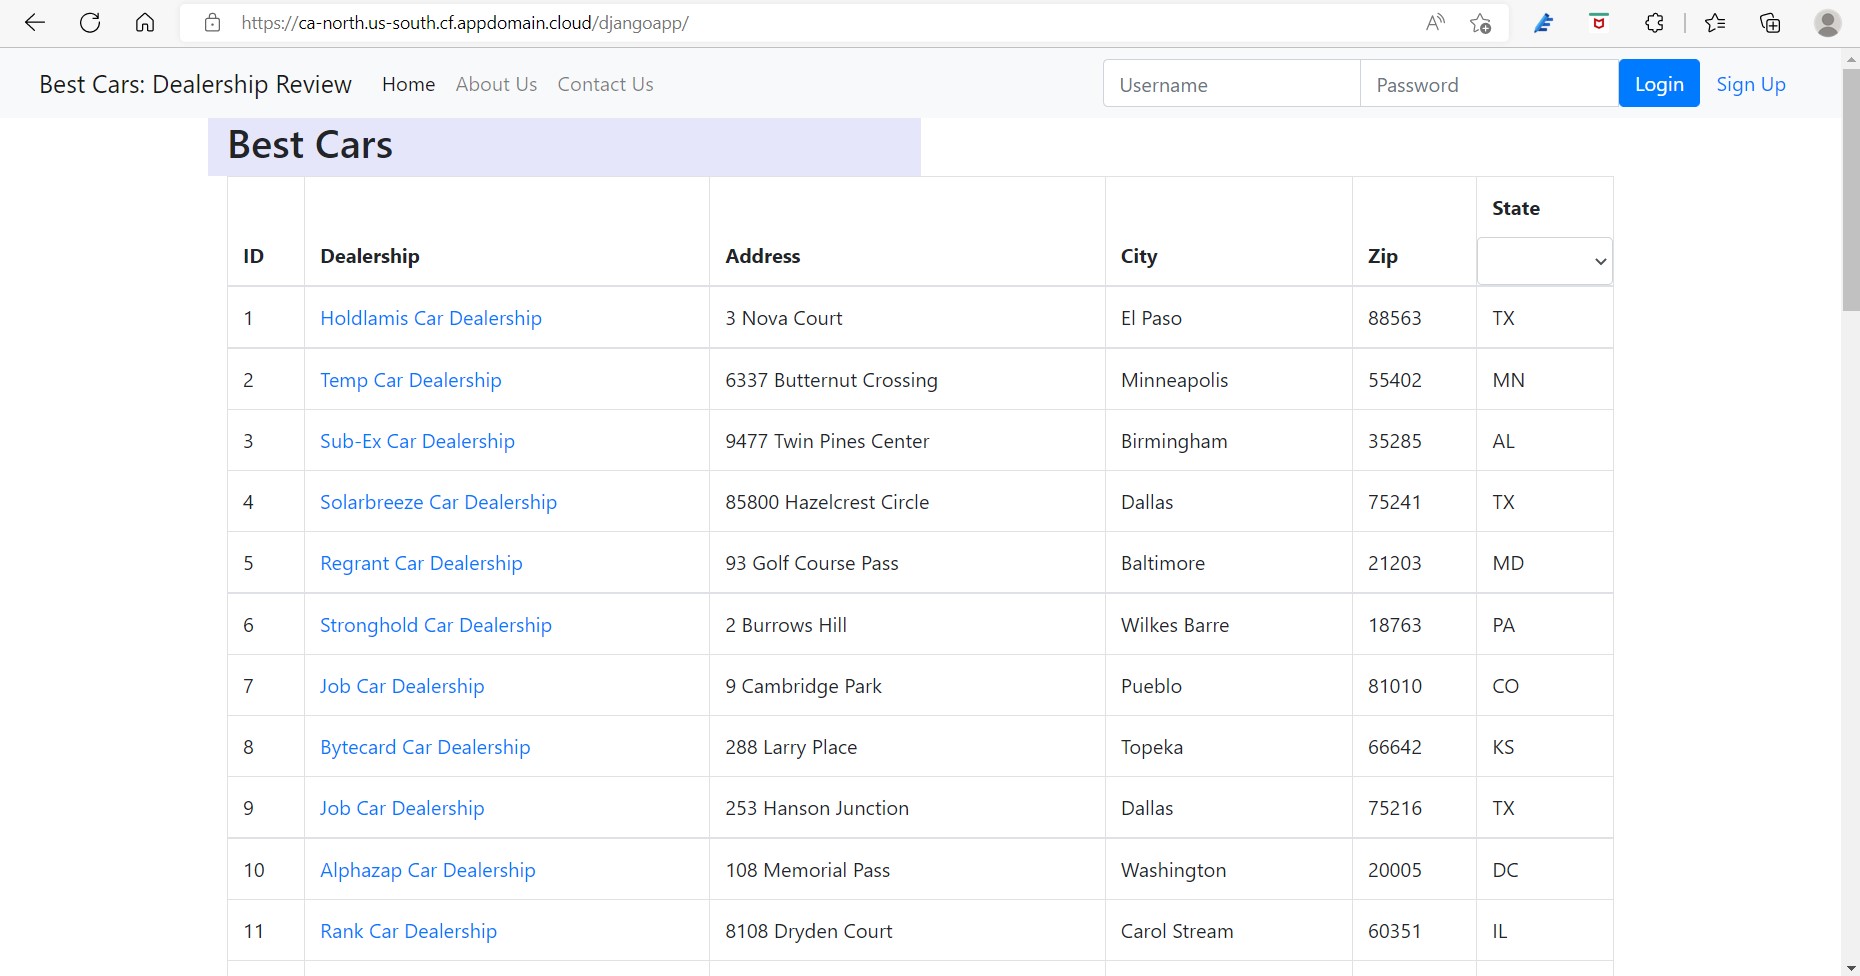 https://ca-north.us-south.cf.appdomain.cloud/djangoapp/
Best Cars: Dealership Review Home About Us Contact Us Username Password Login Sign Up
Best Cars
State
ID Dealership Address City Zip
1 Holdlamis Car Dealership 3 Nova Court El Paso 88563 TX
2 Temp Car Dealership 6337 Butternut Crossing Minneapolis 55402 MN
3 Sub-Ex Car Dealership 9477 Twin Pines Center Birmingham 35285 AL
4 Solarbreeze Car Dealership 85800 Hazelcrest Circle Dallas 75241 TX
5 Regrant Car Dealership 93 Golf Course Pass Baltimore 21203 MD
6 Stronghold Car Dealership 2 Burrows Hill Wilkes Barre 18763 PA
7 Job Car Dealership 9 Cambridge Park Pueblo 81010 CO
8 Bytecard Car Dealership 288 Larry Place Topeka 66642 KS
9 Job Car Dealership 253 Hanson Junction Dallas 75216 TX
10 Alphazap Car Dealership 108 Memorial Pass Washington 20005 DC
11 Rank Car Dealership 8108 Dryden Court Carol Stream 60351 IL